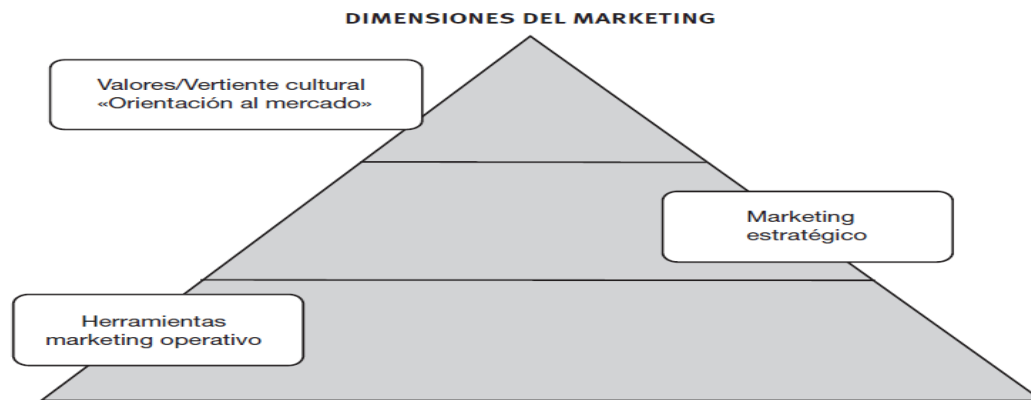 DIMENSIONES DEL MARKETING
Valores/Vertiente cultural
«Orientación al mercado»
Marketing
estratégico
Herramientas
marketing operativo